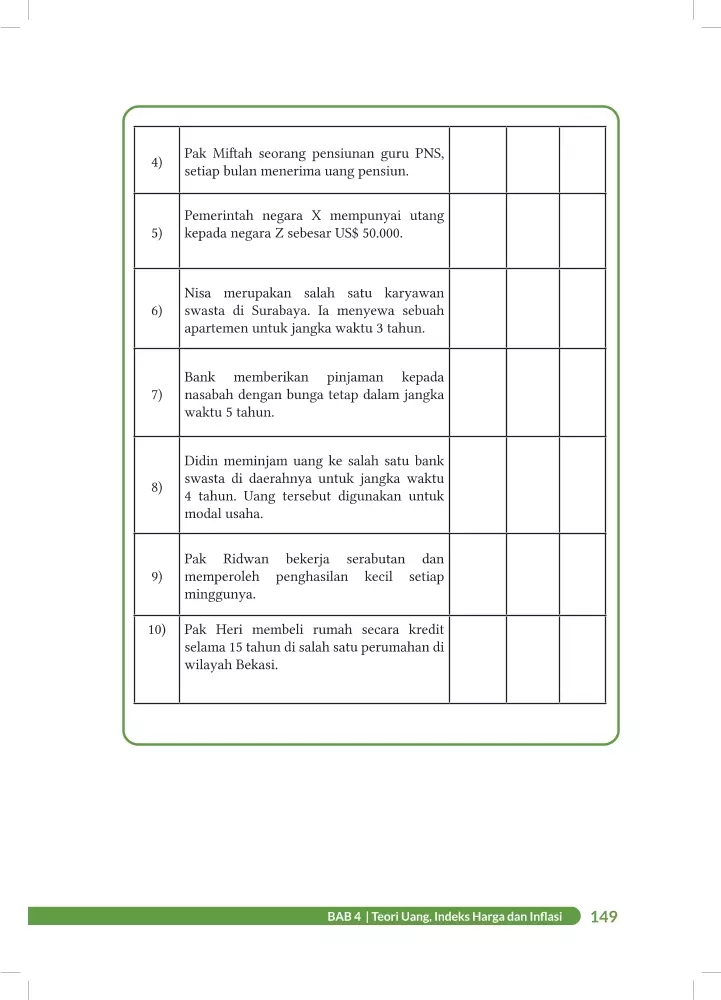 4)
Pak Miftah seorang pensiunan guru PNS,
setiap bulan menerima uang pensiun.
5)
Pemerintah negara X mempunyai utang
kepada negara Z sebesar US$ 50.000.
6)
Nisa merupakan salah satu karyawan
swasta di Surabaya. Ia menyewa sebuah
apartemen untuk jangka waktu 3 tahun.
7)
Bank memberikan pinjaman kepada
nasabah dengan bunga tetap dalam jangka
waktu 5 tahun.
8)
Didin meminjam uang ke salah satu bank
swasta di daerahnya untuk jangka waktu
4 tahun. Uang tersebut digunakan untuk
modal usaha.
9)
Pak Ridwan bekerja serabutan dan
memperoleh penghasilan kecil setiap
minggunya.
10)
Pak Heri membeli rumah secara kredit
selama 15 tahun di salah satu perumahan di
wilayah Bekasi.
BAB 4 | Teori Uang, Indeks Harga dan Inflasi 149